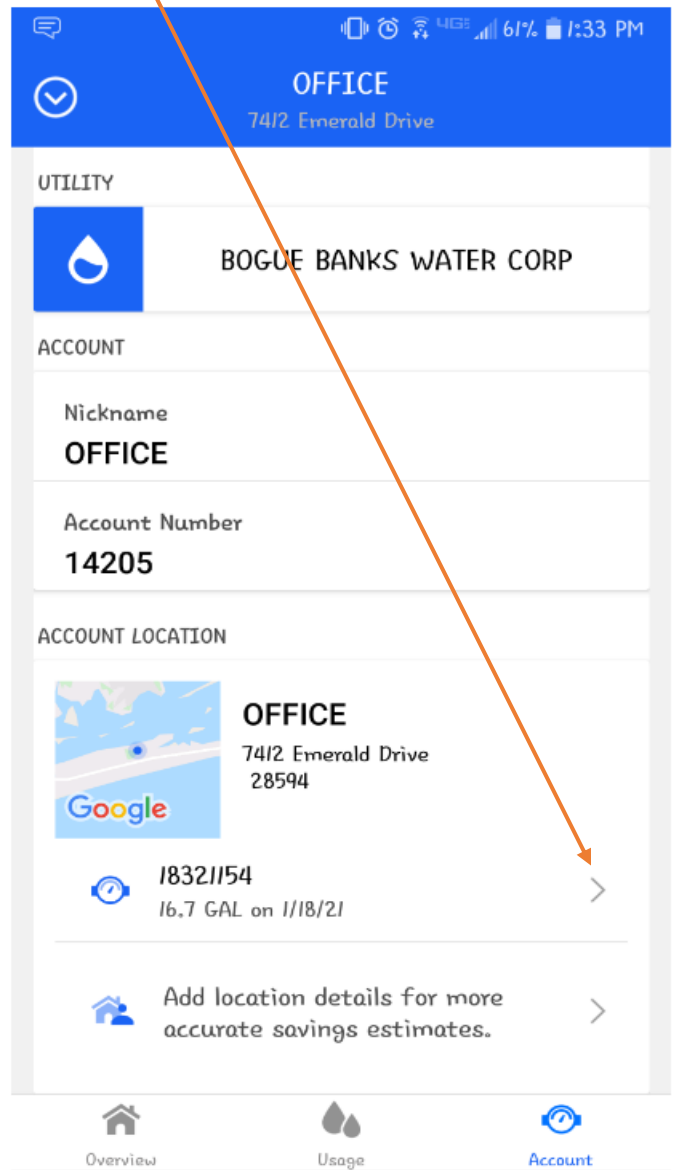 4GE 61% 1:33 PM
OFFICE
7412 Emerald Drive
UTILITY
BOGUE BANKS WATER CORP
ACCOUNT
Nickname
OFFICE
Account Number
14205
ACCOUNT LOCATION
OFFICE
7412 Emerald Drive
28594
Google
18321154
16.7 GAL on 1/18/21
Add location details for more
accurate savings estimates.
Overview Usage Account